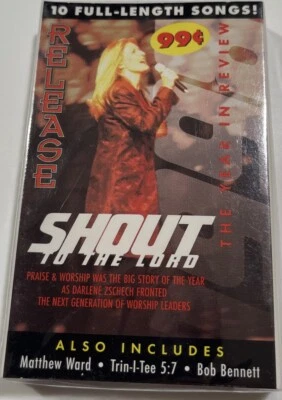 10 FULL-LENGTH SONGS!
99¢
RELEASE
THE YEAR IN REVIEW
SHOUT
TO THE LORD
PRAISE & WORSHIP WAS THE BIG STORY OF THE YEAR
AS DARLENE ZSCHECH FRONTED
THE NEXT GENERATION OF WORSHIP LEADERS
ALSO INCLUDES
Matthew Ward • Trin-I-Tee 5:7 • Bob Bennett